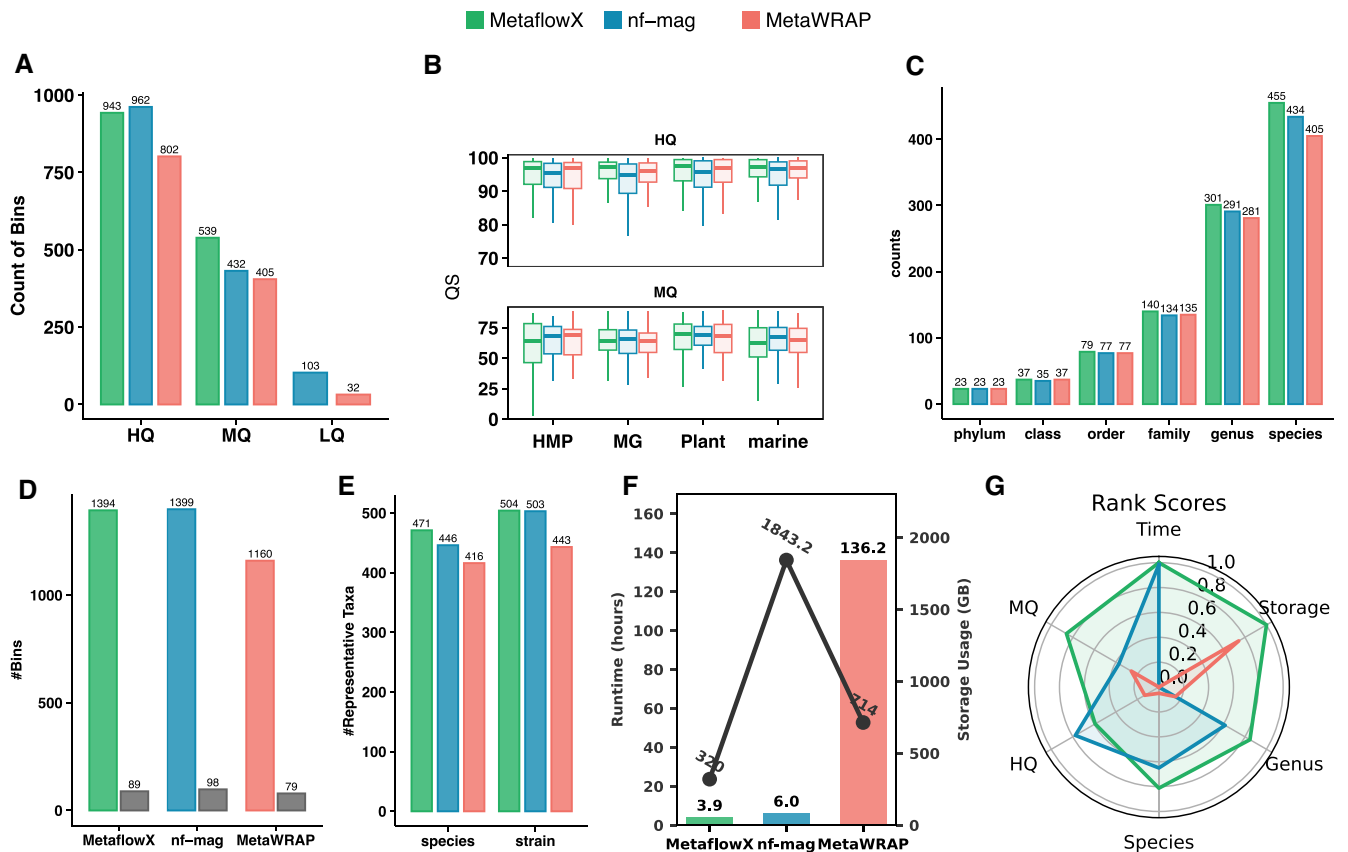 MetaflowX nf−mag MetaWRAP
A
1000
750
500
250
0
Count of Bins
943 962 802
539 432 405
103 32
HQ MQ LQ
B
HQ
100
90
80
70
QS
MQ
75
50
25
0
HMP MG Plant marine
C
400
300
200
100
0
counts
23 23 23
37 35 37
79 77 77
140 134 135
301 291 281
455 434 405
phylum class order family genus species
D
1000
500
0
#Bins
1394 89
1399 98
1160 79
MetaflowX nf−mag MetaWRAP
E
500
400
300
200
100
0
#Representative Taxa
471 446 416
504 503 443
species strain
F
160
140
120
100
80
60
40
20
0
Runtime (hours)
320 1843.2 714
3.9 6.0 136.2
2000
1500
1000
500
0
Storage Usage (GB)
MetaflowX nf-mag MetaWRAP
G
Rank Scores
Time
1.0
0.8
0.6
0.4
0.2
0.0
MQ Storage
HQ Genus
Species